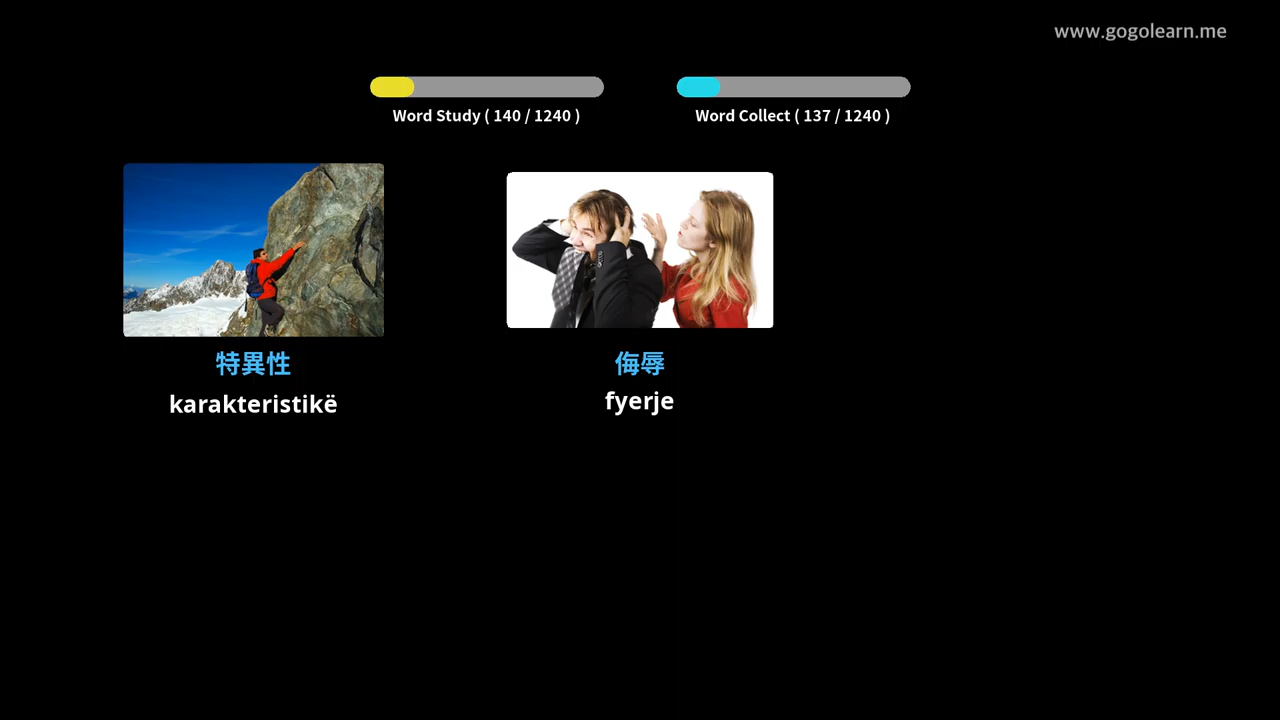 www.gogolearn.me
Word Study ( 140 / 1240 )
Word Collect ( 137 / 1240 )
特異性
karakteristikë
侮辱
fyerje